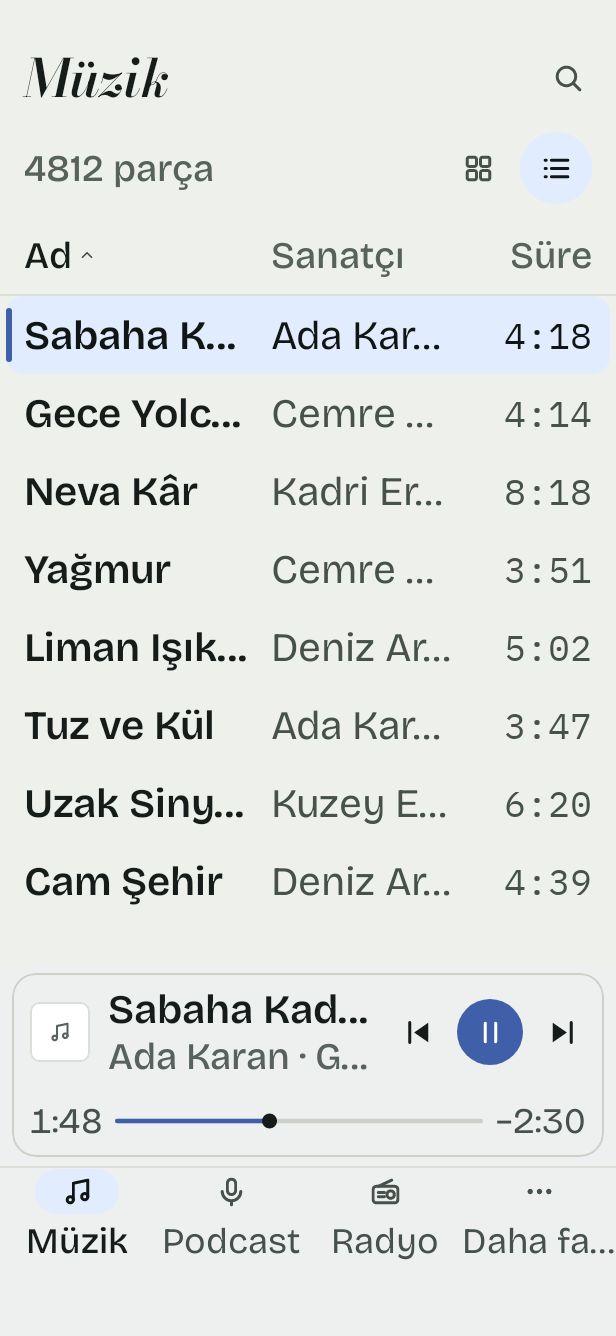 Müzik
4812 parça
Ad Sanatçı Süre
Sabaha K... Ada Kar... 4:18
Gece Yolc... Cemre ... 4:14
Neva Kâr Kadri Er... 8:18
Yağmur Cemre ... 3:51
Liman Işık... Deniz Ar... 5:02
Tuz ve Kül Ada Kar... 3:47
Uzak Siny... Kuzey E... 6:20
Cam Şehir Deniz Ar... 4:39
Sabaha Kad...
Ada Karan · G...
1:48 −2:30
Müzik Podcast Radyo Daha fa...